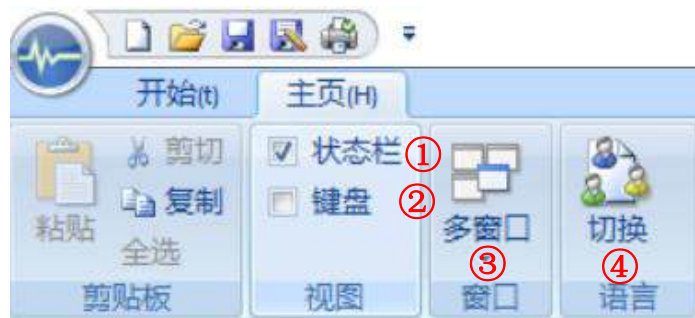 开始(t)
主页(H)
剪切
复制
全选
粘贴
剪贴板
状态栏 ①
键盘 ②
视图
多窗口
③
窗口
切换
④
语言